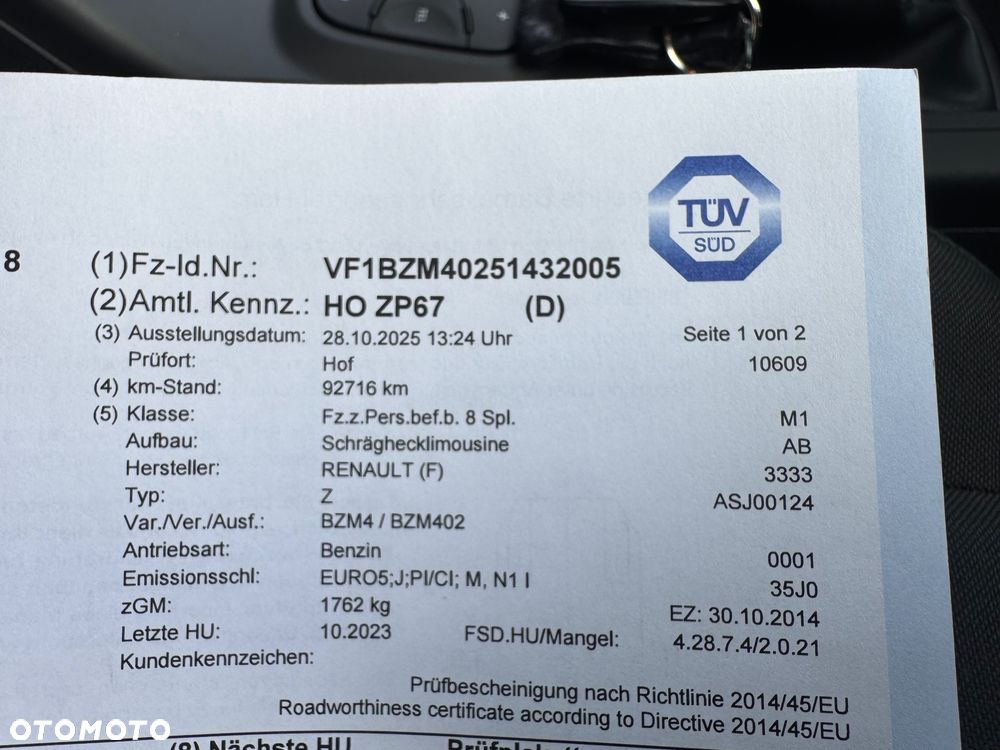 TÜV
SÜD
8
(1) Fz-Id.Nr.: VF1BZM40251432005
(2) Amtl. Kennz.: HO ZP67 (D)
(3) Ausstellungsdatum: 28.10.2025 13:24 Uhr Seite 1 von 2
Prüfort: Hof 10609
(4) km-Stand: 92716 km
(5) Klasse: Fz.z.Pers.bef.b. 8 Spl. M1
Aufbau: Schräghecklimousine AB
Hersteller: RENAULT (F) 3333
Typ: Z ASJ00124
Var./Ver./Ausf.: BZM4 / BZM402
Antriebsart: Benzin 0001
Emissionsschl: EURO5;J;PI/CI; M, N1 I 35J0
zGM: 1762 kg EZ: 30.10.2014
Letzte HU: 10.2023 FSD.HU/Mangel: 4.28.7.4/2.0.21
Kundenkennzeichen:
Prüfbescheinigung nach Richtlinie 2014/45/EU
Roadworthiness certificate according to Directive 2014/45/EU
OTOMOTO
(9) Nächste HU